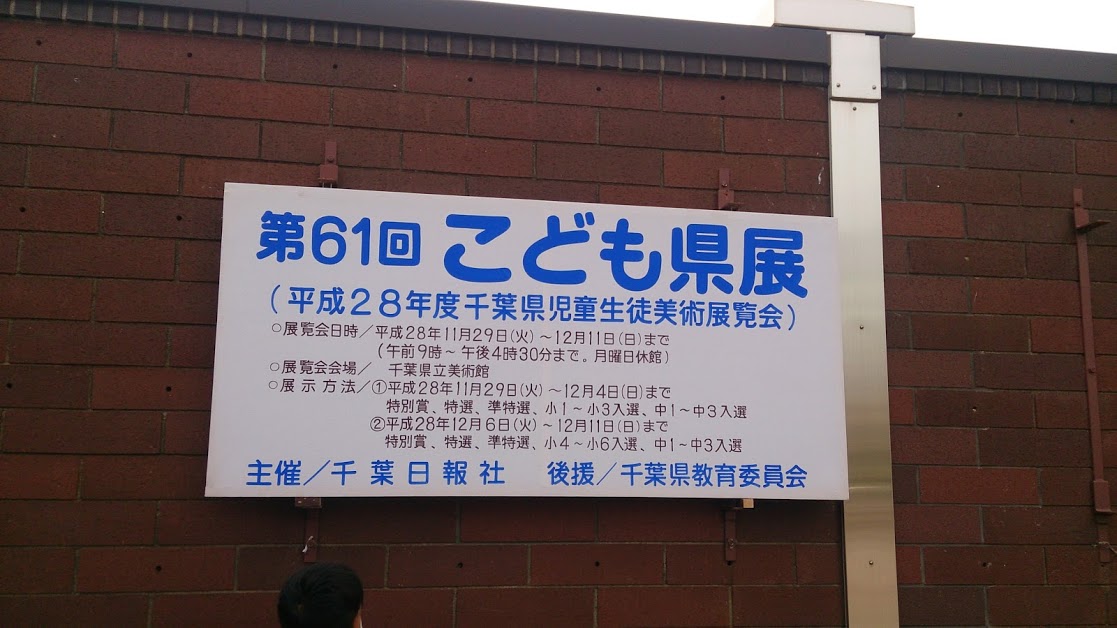 第61回 こども県展
(平成28年度千葉県児童生徒美術展覧会)
○展覧会日時／平成28年11月29日(火)～12月11日(日)まで
(午前9時～午後4時30分まで。月曜日休館)
○展覧会会場／ 千葉県立美術館
○展示方法／①平成28年11月29日(火)～12月4日(日)まで
特別賞、特選、準特選、小1～小3入選、中1～中3入選
②平成28年12月6日(火)～12月11日(日)まで
特別賞、特選、準特選、小4～小6入選、中1～中3入選
主催／千葉日報社 後援／千葉県教育委員会